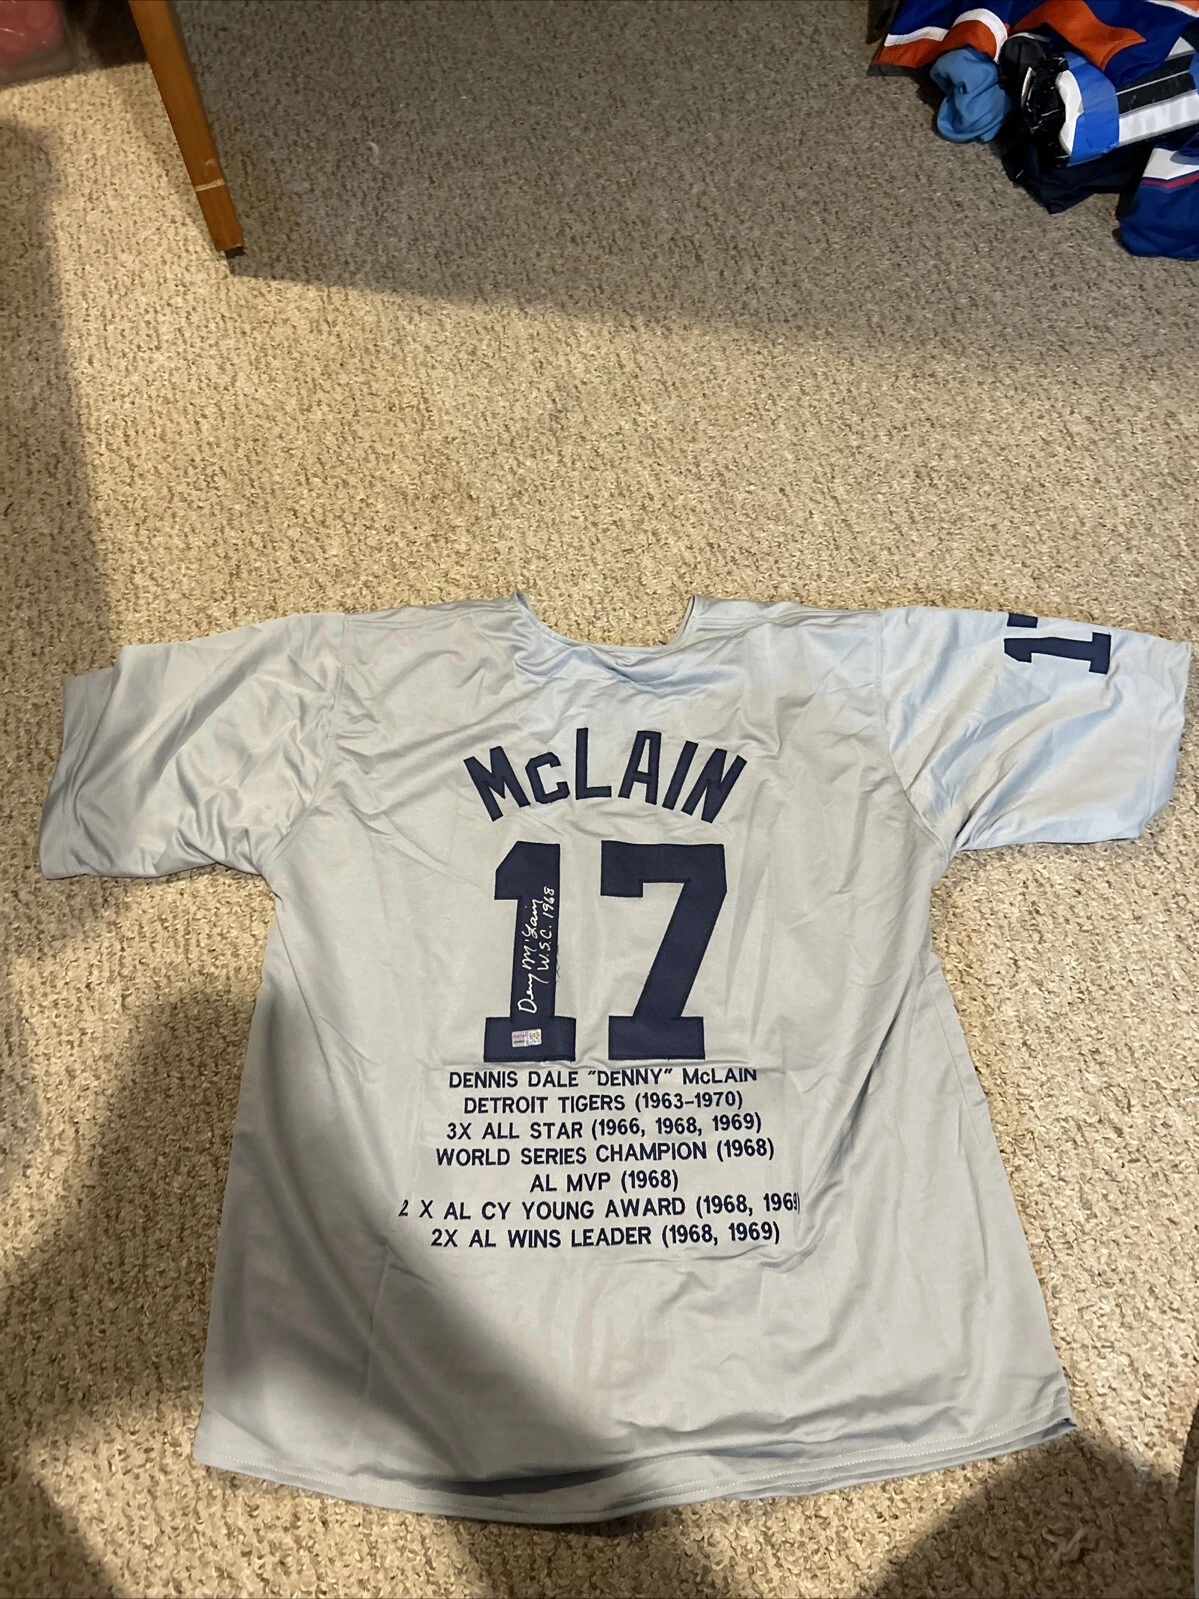 17
McLAIN
17
Denny McLain
W.S.C. 1968
DENNIS DALE "DENNY" McLAIN
DETROIT TIGERS (1963-1970)
3X ALL STAR (1966, 1968, 1969)
WORLD SERIES CHAMPION (1968)
AL MVP (1968)
2 X AL CY YOUNG AWARD (1968, 1969)
2X AL WINS LEADER (1968, 1969)